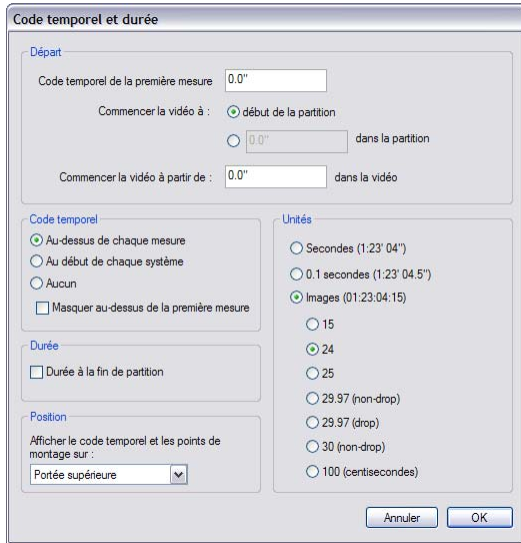 Code temporel et durée
Départ
Code temporel de la première mesure 0.0"
Commencer la vidéo à : début de la partition
0.0" dans la partition
Commencer la vidéo à partir de : 0.0" dans la vidéo
Code temporel
Au-dessus de chaque mesure
Au début de chaque système
Aucun
Masquer au-dessus de la première mesure
Durée
Durée à la fin de partition
Position
Afficher le code temporel et les points de
montage sur :
Portée supérieure
Unités
Secondes (1:23' 04")
0.1 secondes (1:23' 04.5")
Images (01:23:04:15)
15
24
25
29.97 (non-drop)
29.97 (drop)
30 (non-drop)
100 (centisecondes)
Annuler OK